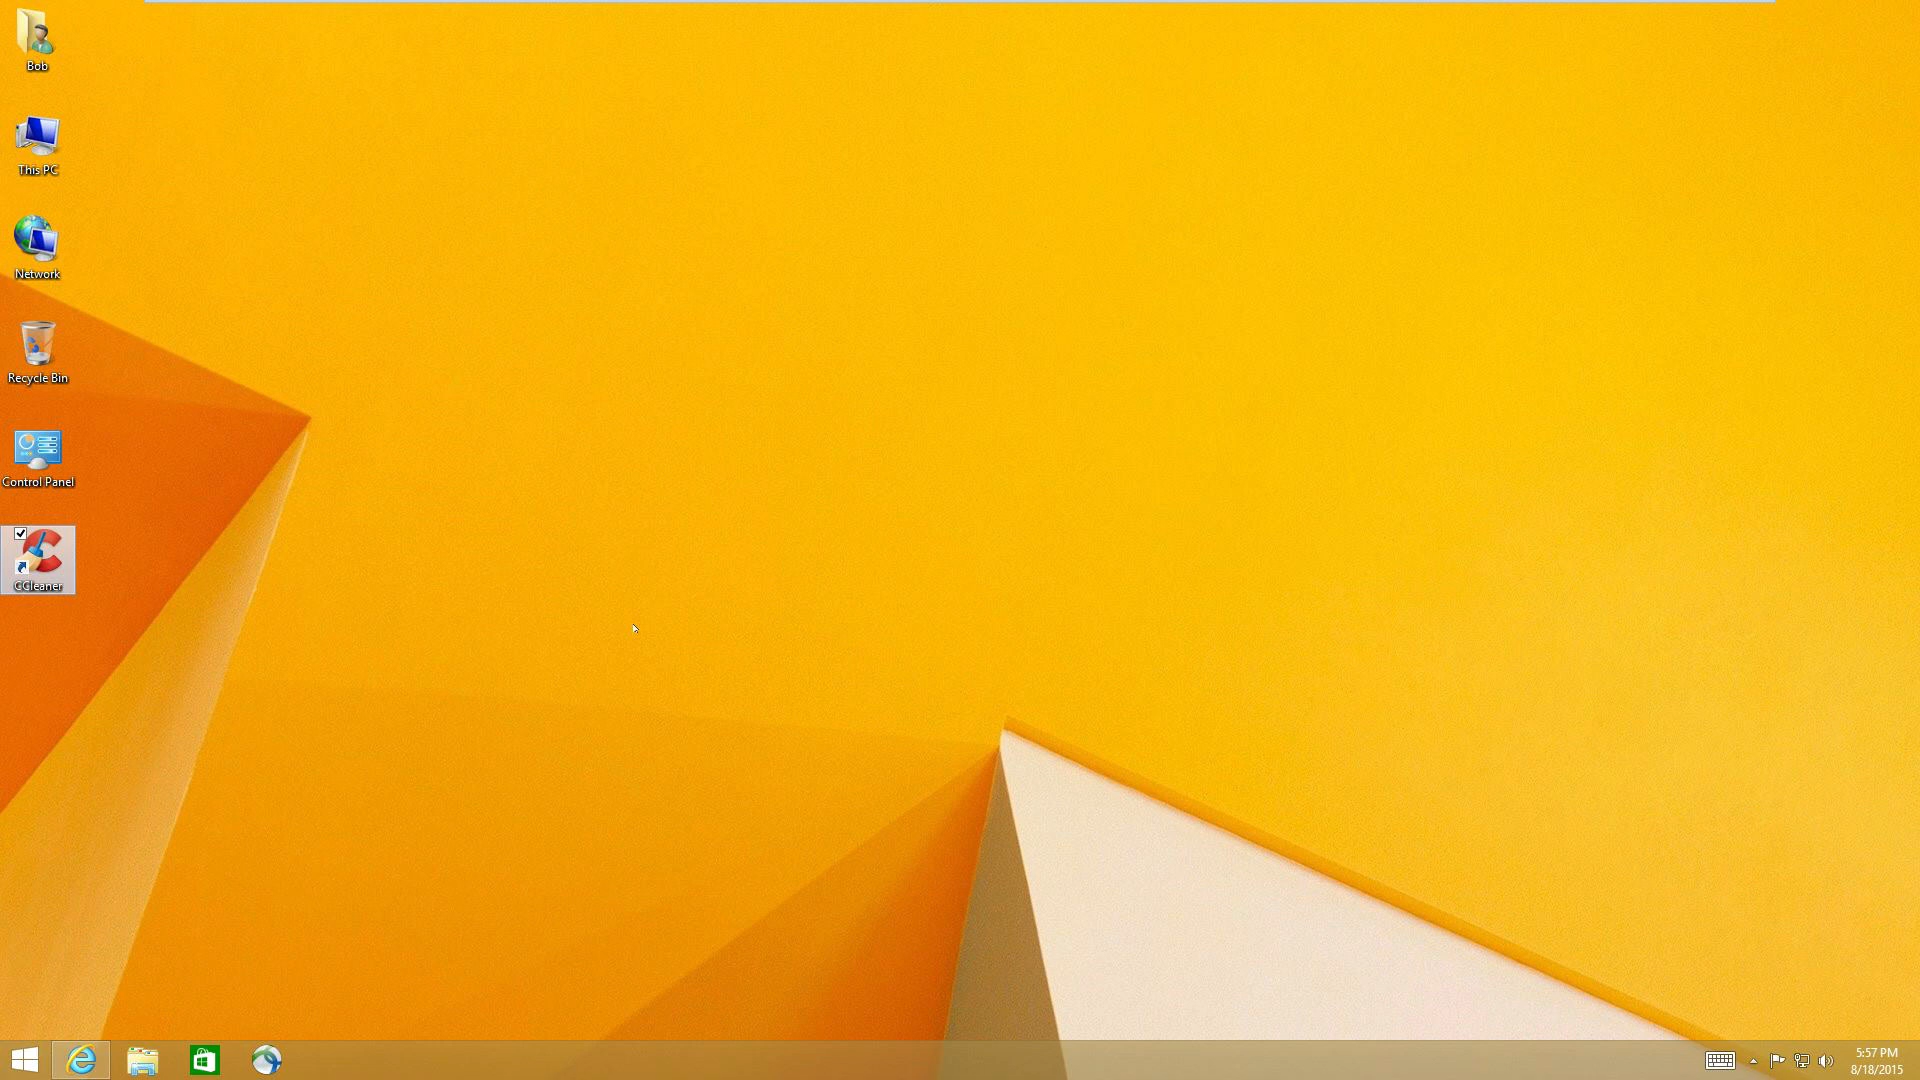 Bob
This PC
Network
Recycle Bin
Control Panel
CCleaner
5:57 PM
8/18/2015